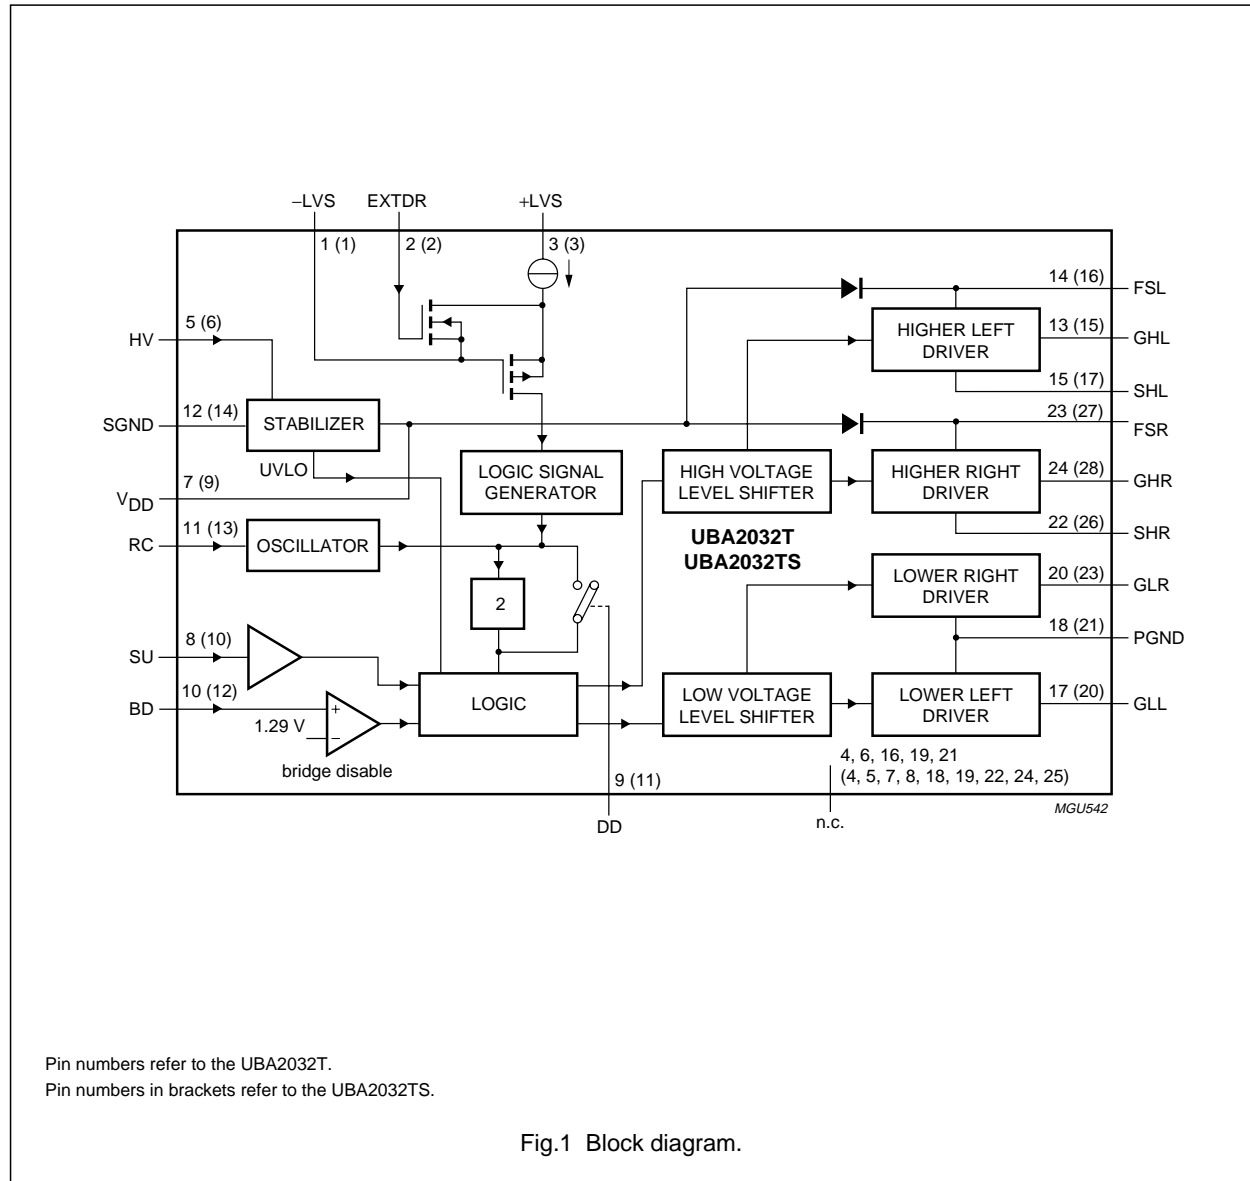 −LVS
EXTDR
+LVS
1 (1)
2 (2)
3 (3)
14 (16)
FSL
5 (6)
HV
HIGHER LEFT
DRIVER
13 (15)
GHL
15 (17)
SHL
12 (14)
SGND
STABILIZER
23 (27)
FSR
UVLO
LOGIC SIGNAL
GENERATOR
HIGH VOLTAGE
LEVEL SHIFTER
HIGHER RIGHT
DRIVER
24 (28)
GHR
7 (9)
VDD
22 (26)
SHR
11 (13)
RC
OSCILLATOR
UBA2032T
UBA2032TS
2
LOWER RIGHT
DRIVER
20 (23)
GLR
18 (21)
PGND
8 (10)
SU
10 (12)
BD
1.29 V
+
−
bridge disable
LOGIC
LOW VOLTAGE
LEVEL SHIFTER
LOWER LEFT
DRIVER
17 (20)
GLL
9 (11)
DD
4, 6, 16, 19, 21
(4, 5, 7, 8, 18, 19, 22, 24, 25)
n.c.
MGU542
Pin numbers refer to the UBA2032T.
Pin numbers in brackets refer to the UBA2032TS.
Fig.1 Block diagram.